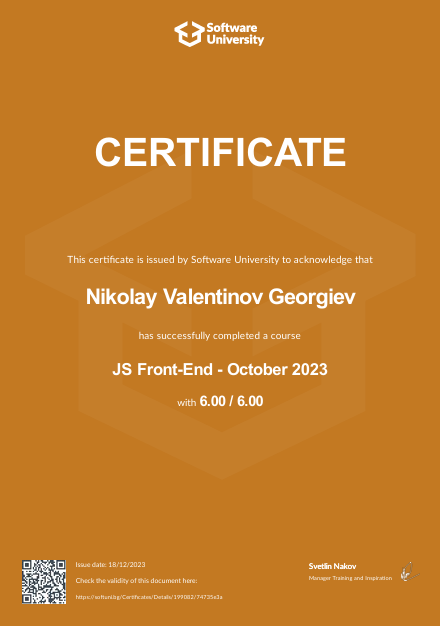 Software
University
CERTIFICATE
This certificate is issued by Software University to acknowledge that
Nikolay Valentinov Georgiev
has successfully completed a course
JS Front-End - October 2023
with 6.00 / 6.00
Issue date: 18/12/2023
Check the validity of this document here:
https://softuni.bg/Certificates/Details/199082/74735e3a
Svetlin Nakov
Manager Training and Inspiration